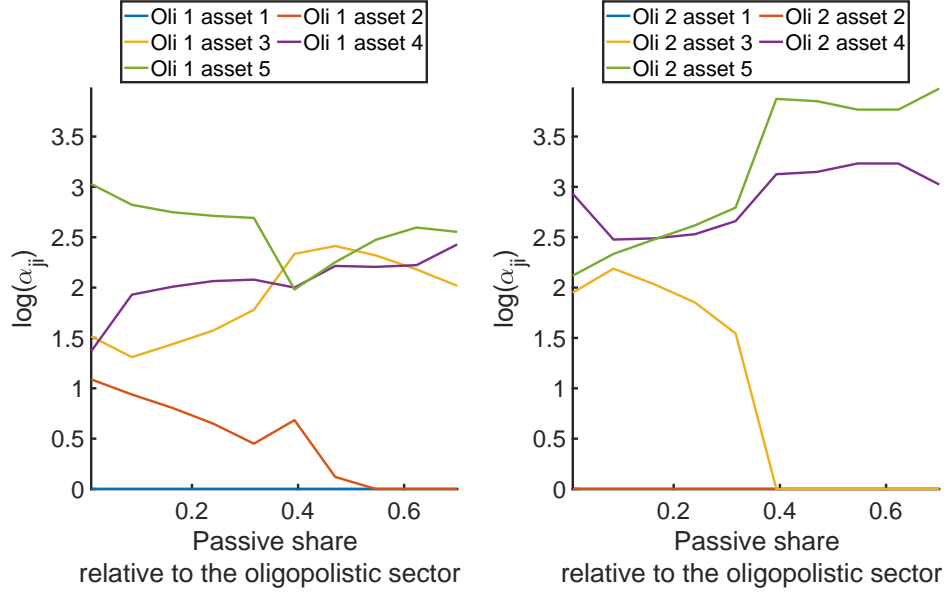 Oli 1 asset 1 Oli 1 asset 2
Oli 1 asset 3 Oli 1 asset 4
Oli 1 asset 5
3.5
3
2.5
2
1.5
1
0.5
0
log(α_ji)
0.2 0.4 0.6
Passive share
relative to the oligopolistic sector
Oli 2 asset 1 Oli 2 asset 2
Oli 2 asset 3 Oli 2 asset 4
Oli 2 asset 5
3.5
3
2.5
2
1.5
1
0.5
0
log(α_ji)
0.2 0.4 0.6
Passive share
relative to the oligopolistic sector